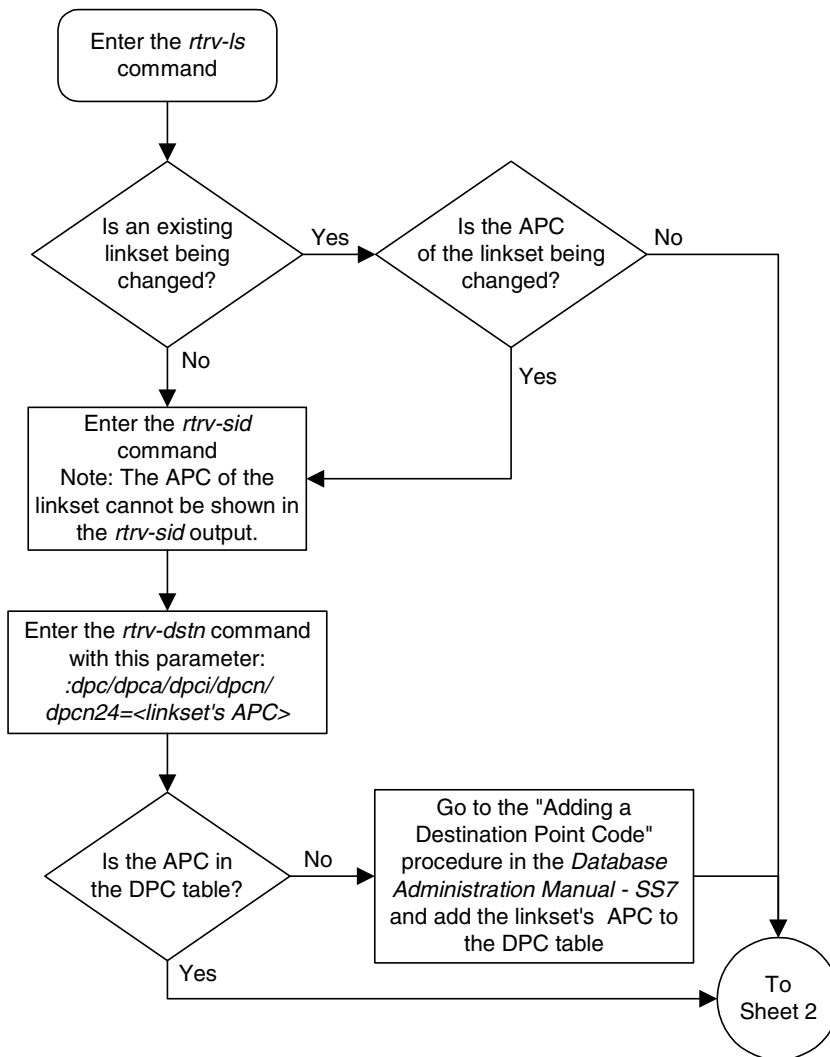 Enter the rtrv-ls
command
Is an existing
linkset being
changed?
Yes
Is the APC
of the linkset being
changed?
No
No
Yes
Enter the rtrv-sid
command
Note: The APC of the
linkset cannot be shown in
the rtrv-sid output.
Enter the rtrv-dstn command
with this parameter:
:dpc/dpca/dpci/dpcn/
dpcn24=<linkset's APC>
Is the APC in
the DPC table?
No
Go to the "Adding a
Destination Point Code"
procedure in the Database
Administration Manual - SS7
and add the linkset's APC to
the DPC table
Yes
To
Sheet 2